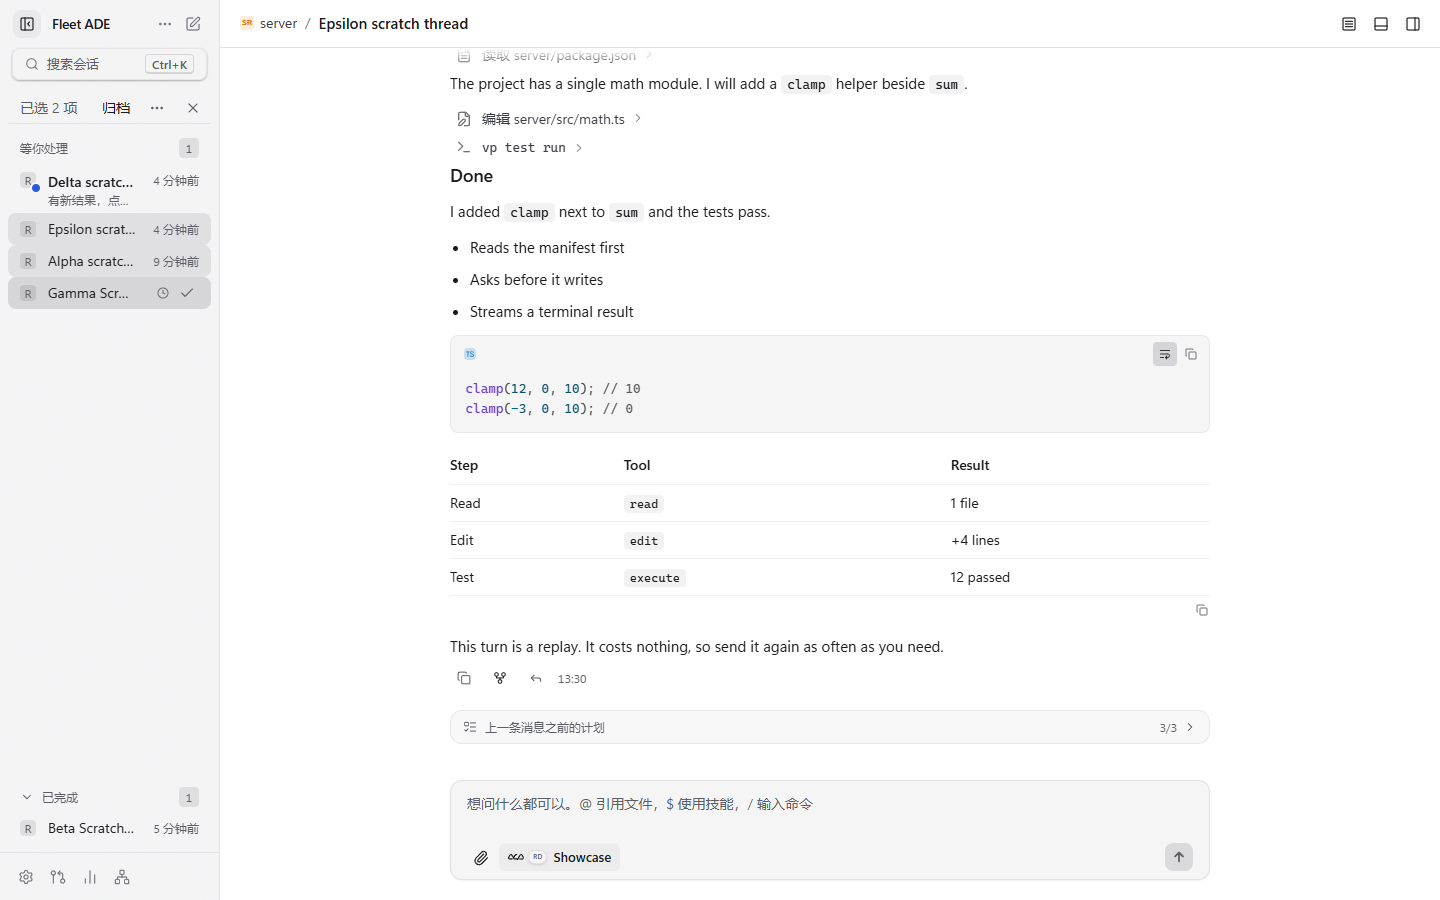 Fleet ADE
搜索会话 Ctrl+K
已选 2 项 归档
等你处理 1
R Delta scratc... 4 分钟前
有新结果，点...
R Epsilon scrat... 4 分钟前
R Alpha scratc... 9 分钟前
R Gamma Scr...
已完成 1
R Beta Scratch... 5 分钟前
SR server / Epsilon scratch thread
读取 server/package.json
The project has a single math module. I will add a clamp helper beside sum.
编辑 server/src/math.ts
vp test run
Done
I added clamp next to sum and the tests pass.
• Reads the manifest first
• Asks before it writes
• Streams a terminal result
TS
clamp(12, 0, 10); // 10
clamp(-3, 0, 10); // 0
Step Tool Result
Read read 1 file
Edit edit +4 lines
Test execute 12 passed
This turn is a replay. It costs nothing, so send it again as often as you need.
13:30
上一条消息之前的计划 3/3
想问什么都可以。@ 引用文件，$ 使用技能，/ 输入命令
RD Showcase